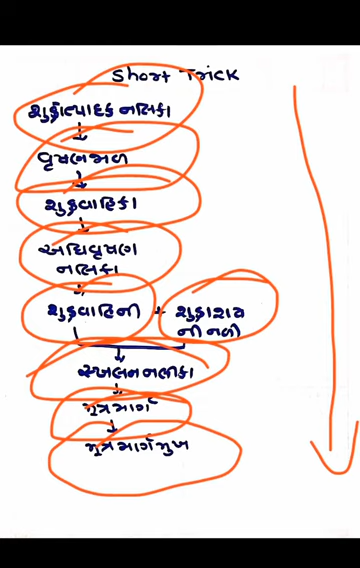 Short Trick
શુક્રોત્પાદક નલિકા
વૃષણજાળ
શુક્રવાહિકા
અધિવૃષણ
નલિકા
શુક્રવાહિની + શુક્રાશય
ની નળી
સ્ખલન નલીકા
મૂત્રમાર્ગ
મૂત્રમાર્ગમુખ